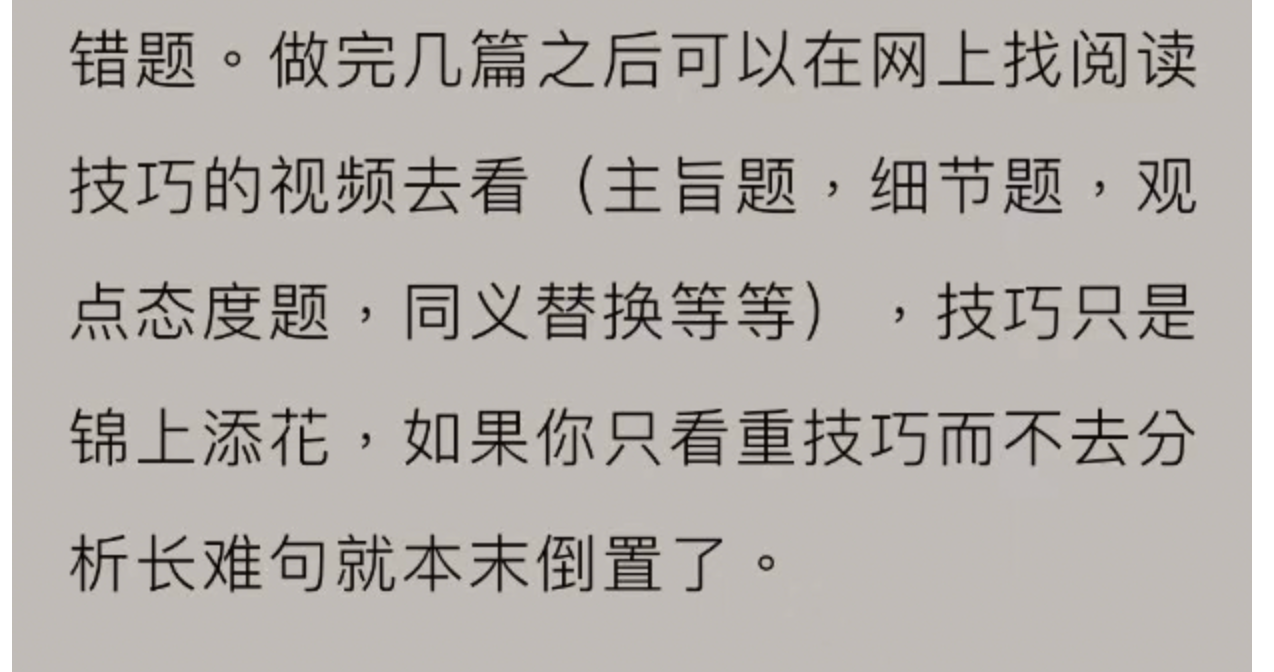 错题。做完几篇之后可以在网上找阅读
技巧的视频去看（主旨题，细节题，观
点态度题，同义替换等等），技巧只是
锦上添花，如果你只看重技巧而不去分
析长难句就本末倒置了。